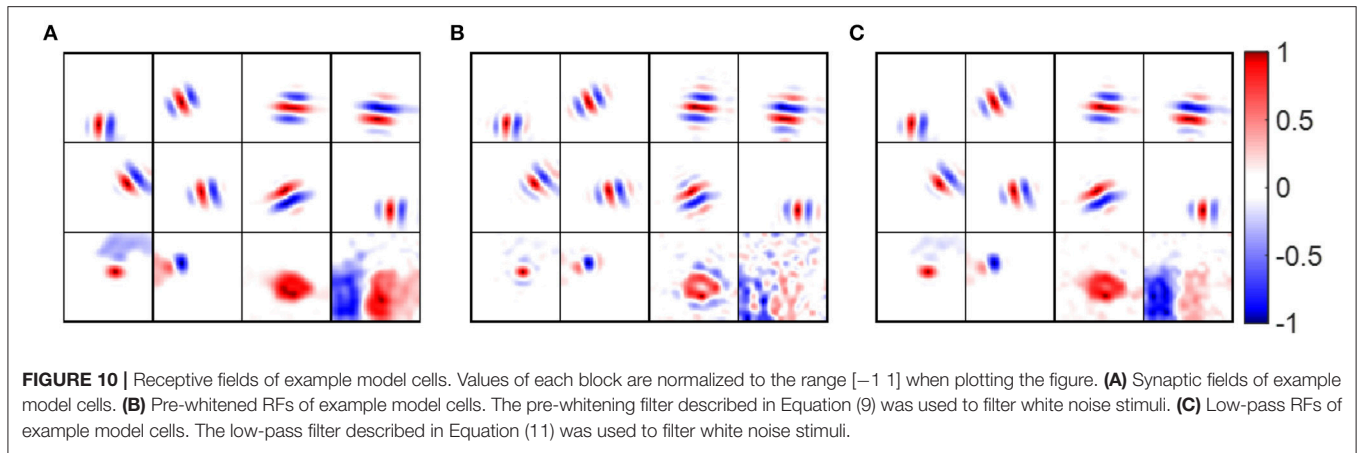 A
B
C
1
0.5
0
-0.5
-1
FIGURE 10 | Receptive fields of example model cells. Values of each block are normalized to the range [−1 1] when plotting the figure. (A) Synaptic fields of example
model cells. (B) Pre-whitened RFs of example model cells. The pre-whitening filter described in Equation (9) was used to filter white noise stimuli. (C) Low-pass RFs of
example model cells. The low-pass filter described in Equation (11) was used to filter white noise stimuli.